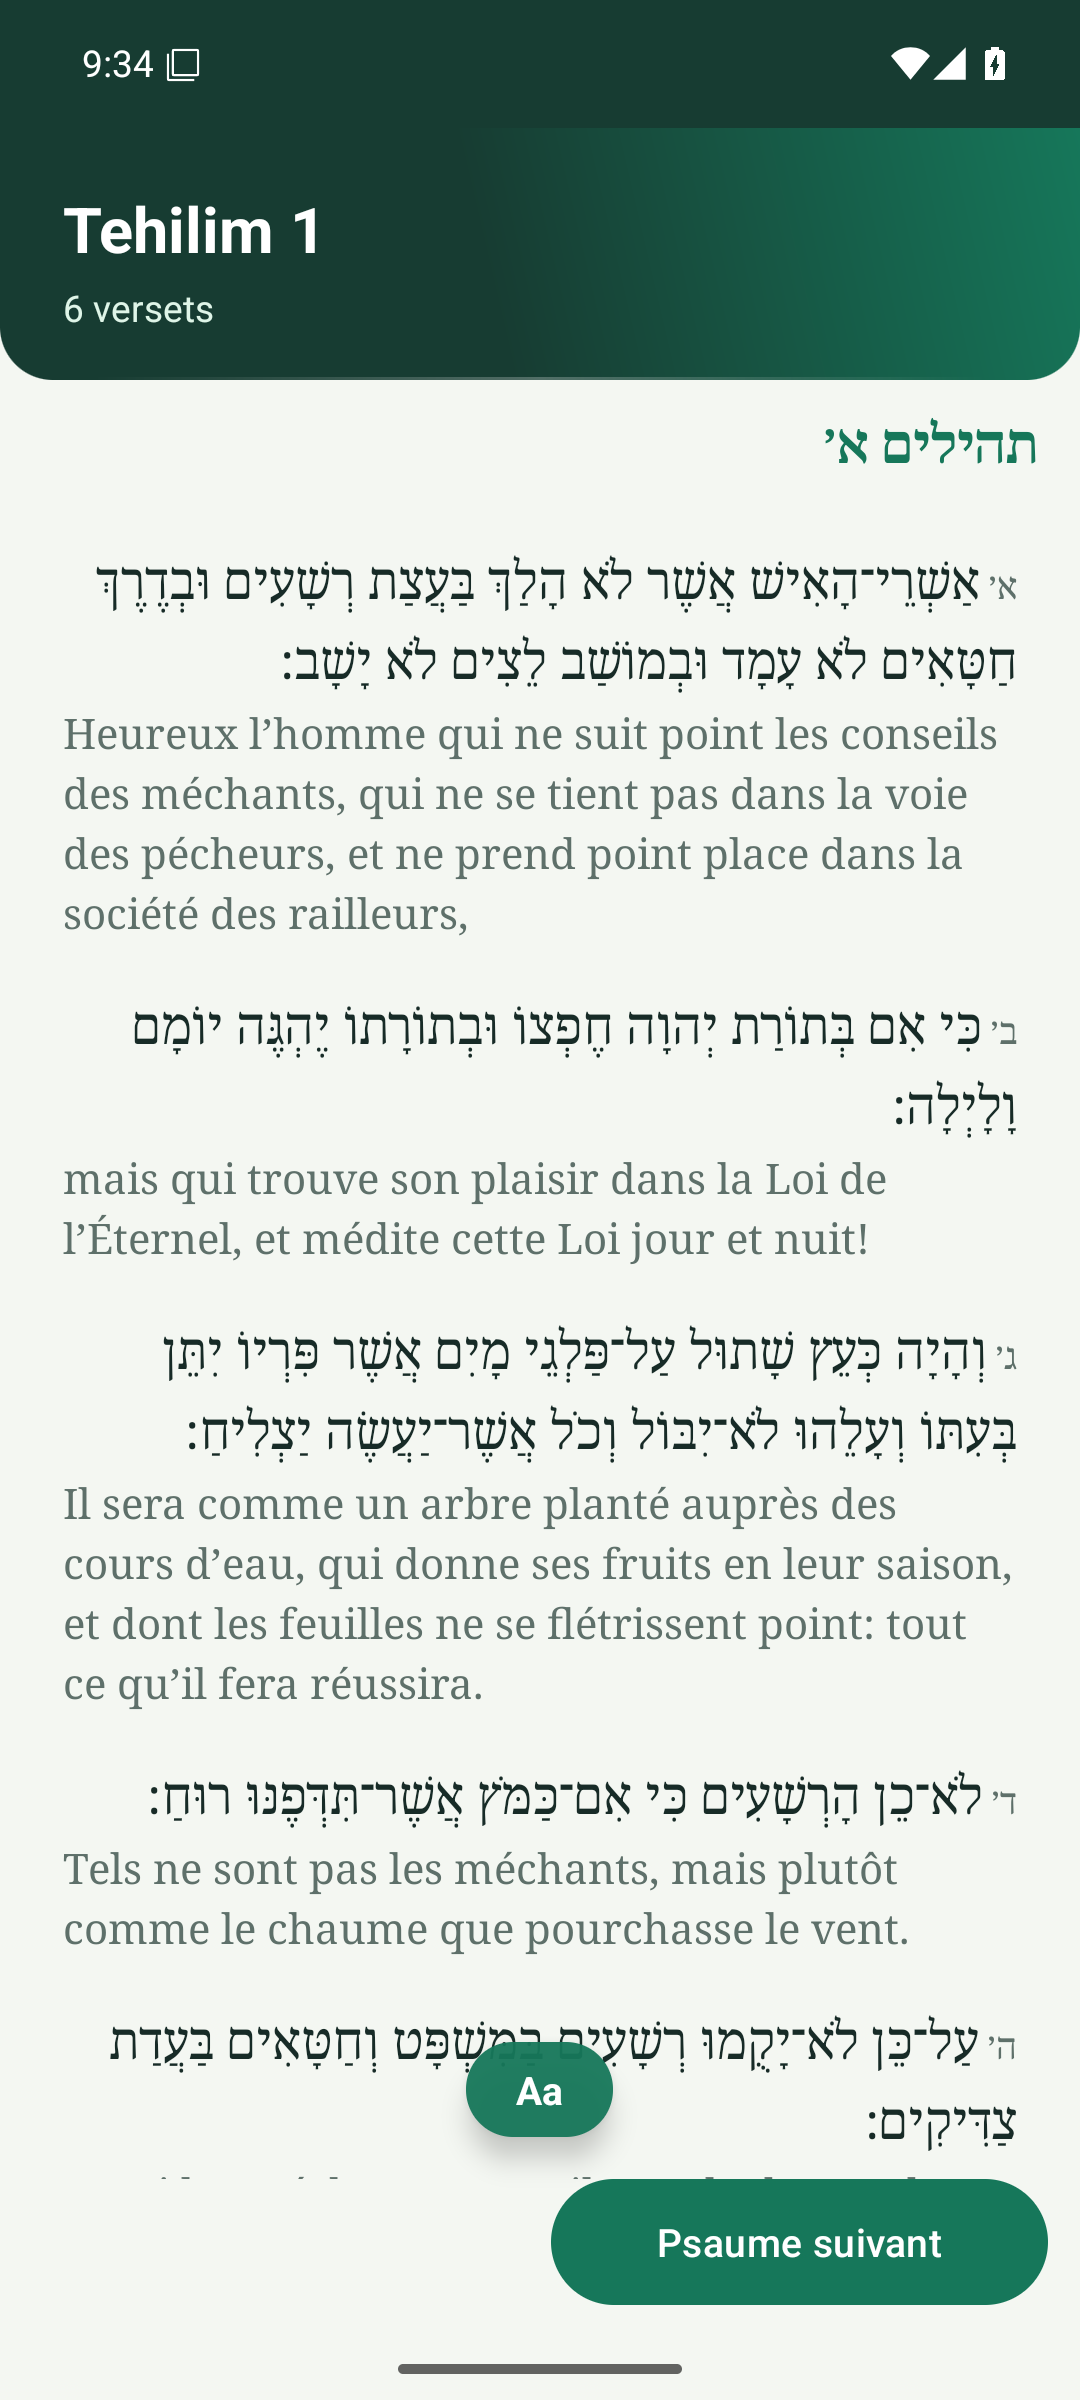 9:34
Tehilim 1
6 versets
תהילים א׳
א׳ אַשְׁרֵי־הָאִישׁ אֲשֶׁר לֹא הָלַךְ בַּעֲצַת רְשָׁעִים וּבְדֶרֶךְ
חַטָּאִים לֹא עָמָד וּבְמוֹשַׁב לֵצִים לֹא יָשָׁב׃
Heureux l’homme qui ne suit point les conseils
des méchants, qui ne se tient pas dans la voie
des pécheurs, et ne prend point place dans la
société des railleurs,
ב׳ כִּי אִם בְּתוֹרַת יְהוָה חֶפְצוֹ וּבְתוֹרָתוֹ יֶהְגֶּה יוֹמָם
וָלָיְלָה׃
mais qui trouve son plaisir dans la Loi de
l’Éternel, et médite cette Loi jour et nuit!
ג׳ וְהָיָה כְּעֵץ שָׁתוּל עַל־פַּלְגֵי מָיִם אֲשֶׁר פִּרְיוֹ יִתֵּן
בְּעִתּוֹ וְעָלֵהוּ לֹא־יִבּוֹל וְכֹל אֲשֶׁר־יַעֲשֶׂה יַצְלִיחַ׃
Il sera comme un arbre planté auprès des
cours d’eau, qui donne ses fruits en leur saison,
et dont les feuilles ne se flétrissent point: tout
ce qu’il fera réussira.
ד׳ לֹא־כֵן הָרְשָׁעִים כִּי אִם־כַּמֹּץ אֲשֶׁר־תִּדְּפֶנּוּ רוּחַ׃
Tels ne sont pas les méchants, mais plutôt
comme le chaume que pourchasse le vent.
ה׳ עַל־כֵּן לֹא־יָקֻמוּ רְשָׁעִים בַּמִּשְׁפָּט וְחַטָּאִים בַּעֲדַת
צַדִּיקִים׃
Aa
Psaume suivant